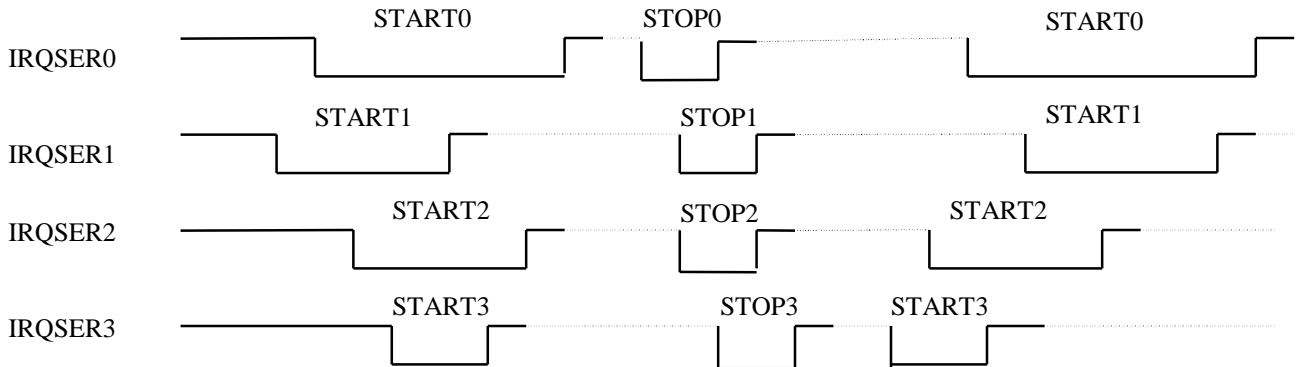 START0 STOP0 START0
IRQSER0
START1 STOP1 START1
IRQSER1
START2 STOP2 START2
IRQSER2
START3 STOP3 START3
IRQSER3